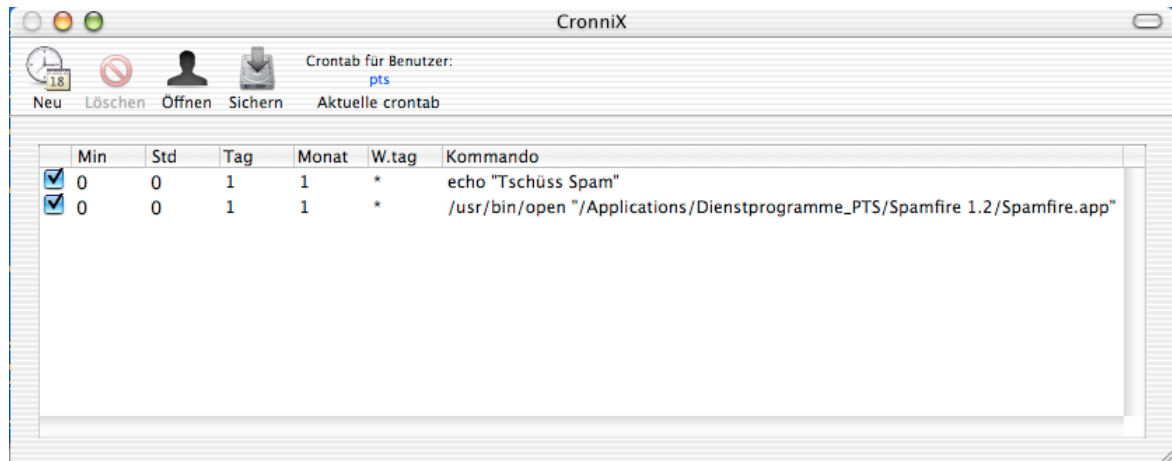 CronniX
18
Neu Löschen Öffnen Sichern
Crontab für Benutzer:
pts
Aktuelle crontab
Min Std Tag Monat W.tag Kommando
0 0 1 1 * echo "Tschüss Spam"
0 0 1 1 * /usr/bin/open "/Applications/Dienstprogramme_PTS/Spamfire 1.2/Spamfire.app"